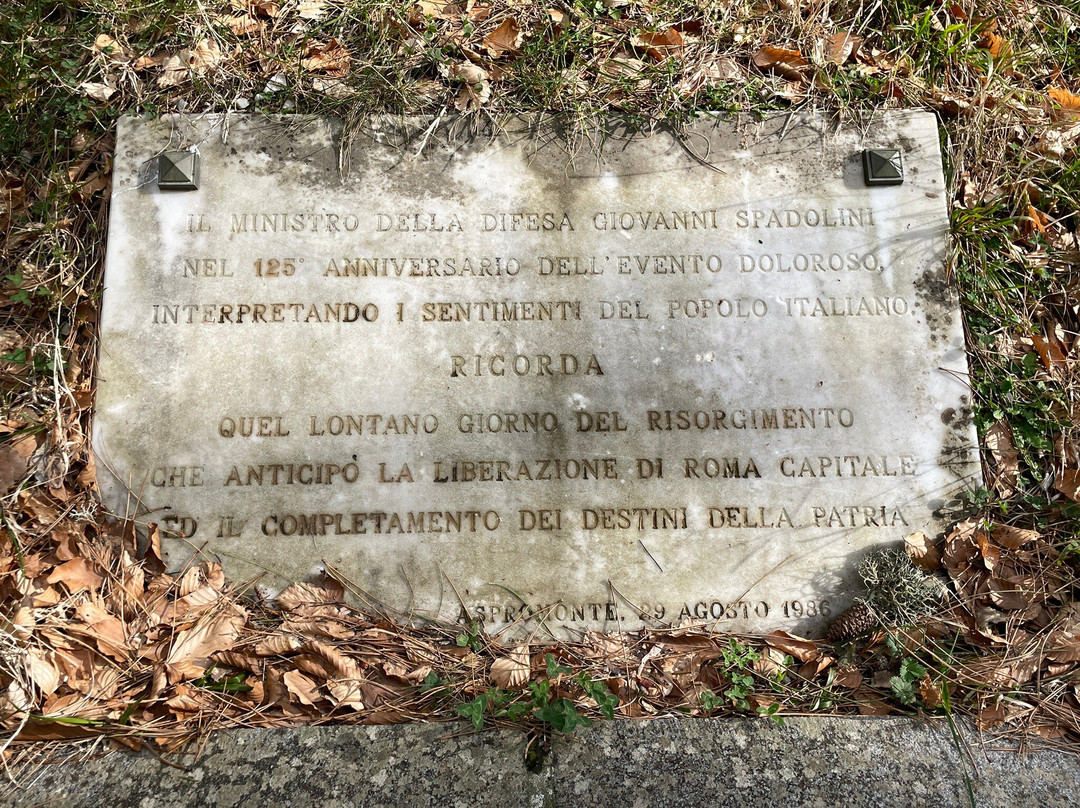 IL MINISTRO DELLA DIFESA GIOVANNI SPADOLINI
NEL 125° ANNIVERSARIO DELL'EVENTO DOLOROSO,
INTERPRETANDO I SENTIMENTI DEL POPOLO ITALIANO,
RICORDA
QUEL LONTANO GIORNO DEL RISORGIMENTO
CHE ANTICIPÒ LA LIBERAZIONE DI ROMA CAPITALE
ED IL COMPLETAMENTO DEI DESTINI DELLA PATRIA
ASPROMONTE, 29 AGOSTO 1986